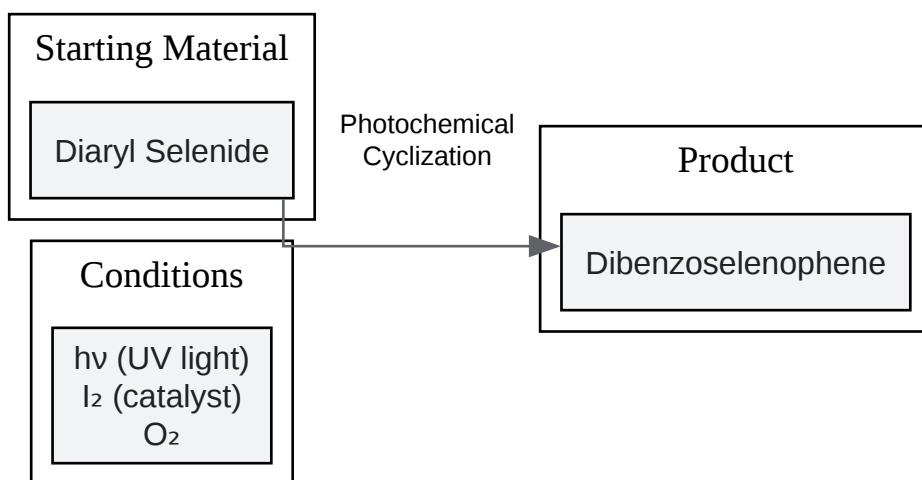 Starting Material
Diaryl Selenide
Photochemical
Cyclization
Product
Dibenzoselenophene
Conditions
hν (UV light)
I₂ (catalyst)
O₂